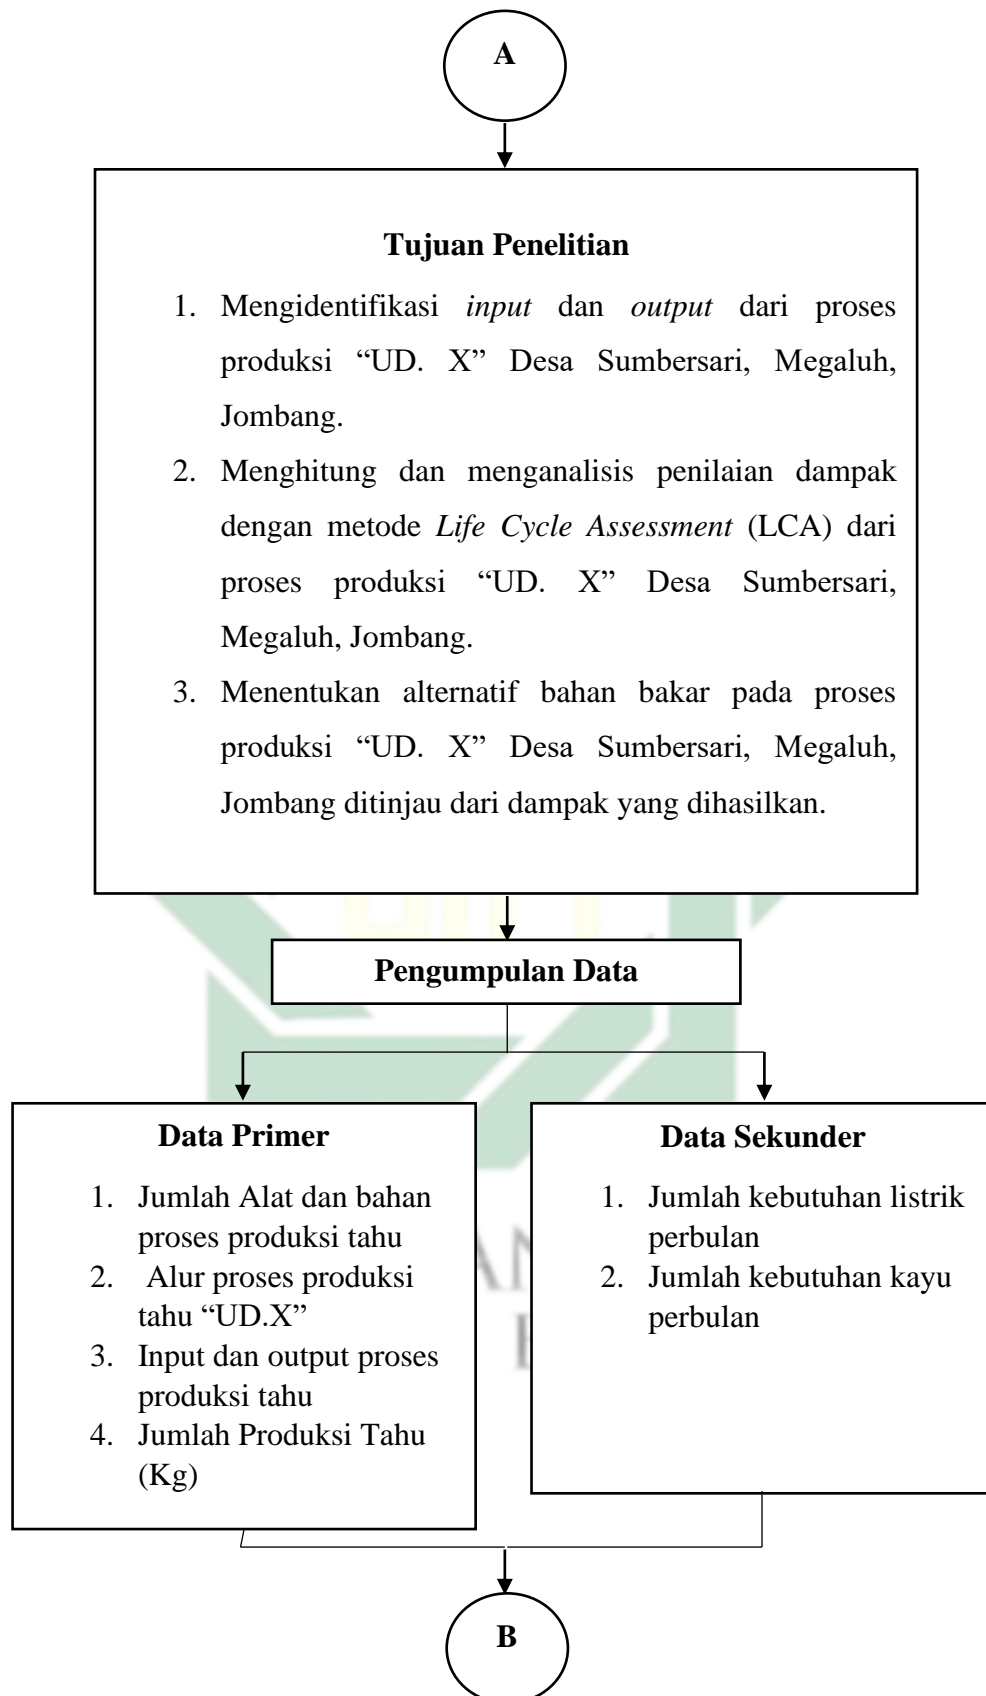 A
Tujuan Penelitian
1. Mengidentifikasi input dan output dari proses
produksi “UD. X” Desa Sumbersari, Megaluh,
Jombang.
2. Menghitung dan menganalisis penilaian dampak
dengan metode Life Cycle Assessment (LCA) dari
proses produksi “UD. X” Desa Sumbersari,
Megaluh, Jombang.
3. Menentukan alternatif bahan bakar pada proses
produksi “UD. X” Desa Sumbersari, Megaluh,
Jombang ditinjau dari dampak yang dihasilkan.
Pengumpulan Data
Data Primer
1. Jumlah Alat dan bahan
proses produksi tahu
2. Alur proses produksi
tahu “UD.X”
3. Input dan output proses
produksi tahu
4. Jumlah Produksi Tahu
(Kg)
Data Sekunder
1. Jumlah kebutuhan listrik
perbulan
2. Jumlah kebutuhan kayu
perbulan
B